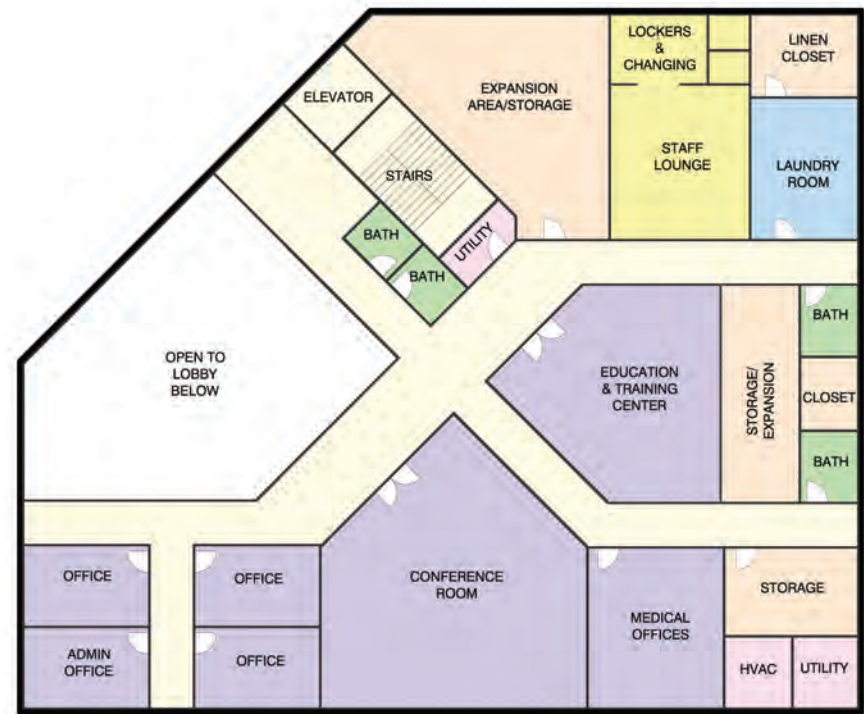 LOCKERS
&
CHANGING
LINEN
CLOSET
EXPANSION
AREA/STORAGE
ELEVATOR
STAFF
LOUNGE
LAUNDRY
ROOM
STAIRS
BATH
UTILITY
BATH
OPEN TO
LOBBY
BELOW
EDUCATION
& TRAINING
CENTER
STORAGE/
EXPANSION
BATH
CLOSET
BATH
OFFICE
OFFICE
CONFERENCE
ROOM
STORAGE
ADMIN
OFFICE
OFFICE
MEDICAL
OFFICES
HVAC
UTILITY